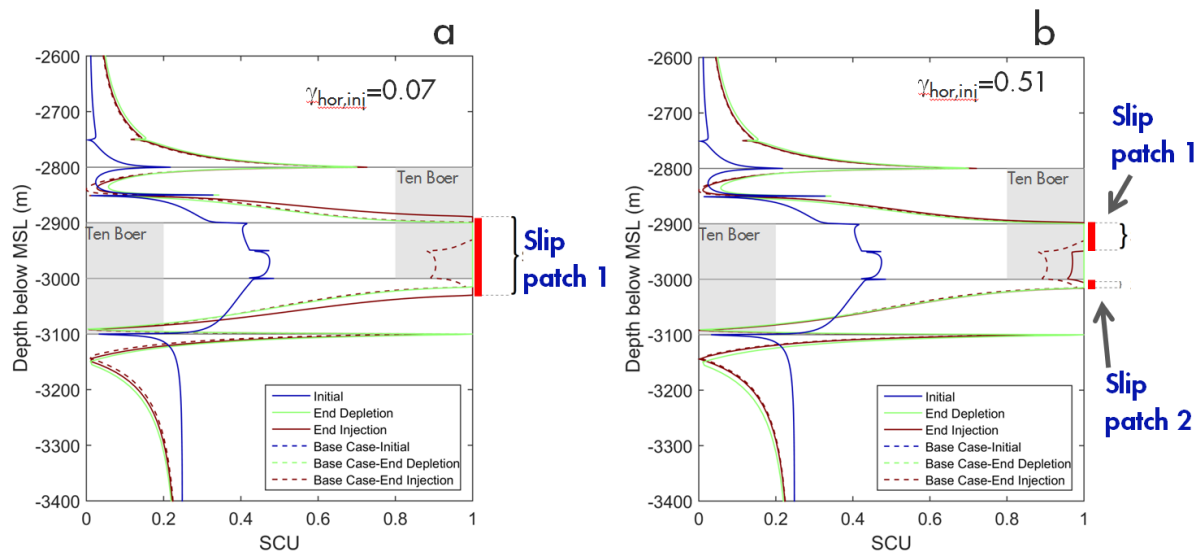 a
γhor,inj=0.07
-2600
-2700
-2800
-2900
-3000
-3100
-3200
-3300
-3400
Depth below MSL (m)
Ten Boer
Ten Boer
Slip
patch 1
Initial
End Depletion
End Injection
Base Case-Initial
Base Case-End Depletion
Base Case-End Injection
0
0.2
0.4
0.6
0.8
1
SCU
b
γhor,inj=0.51
-2600
-2700
-2800
-2900
-3000
-3100
-3200
-3300
-3400
Depth below MSL (m)
Ten Boer
Ten Boer
Slip
patch 1
Slip
patch 2
Initial
End Depletion
End Injection
Base Case-Initial
Base Case-End Depletion
Base Case-End Injection
0
0.2
0.4
0.6
0.8
1
SCU